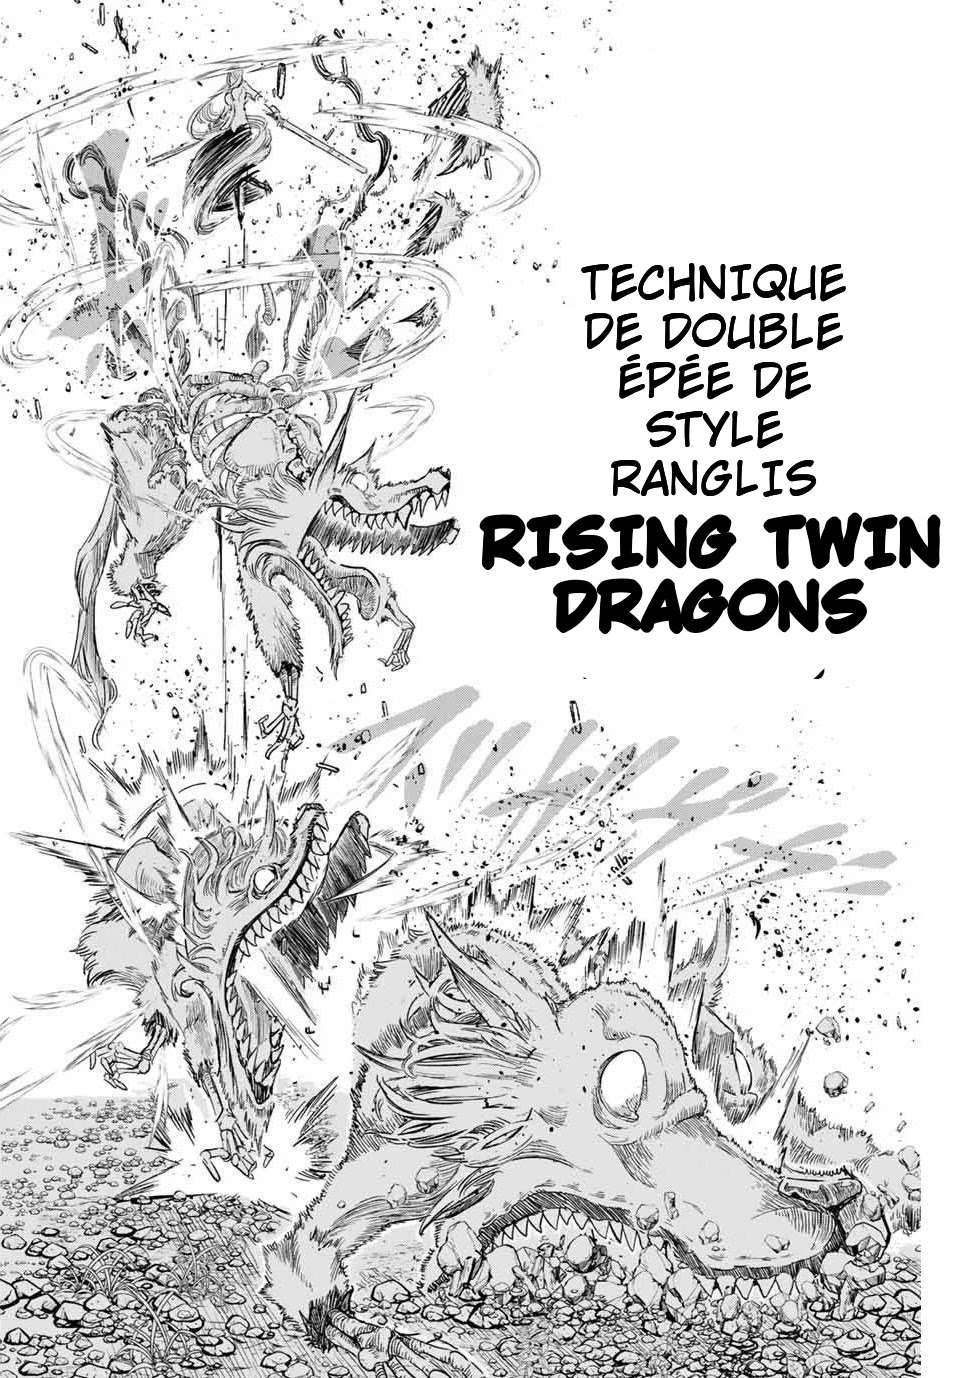 TECHNIQUE
DE DOUBLE
ÉPÉE DE
STYLE
RANGLIS
RISING TWIN
DRAGONS